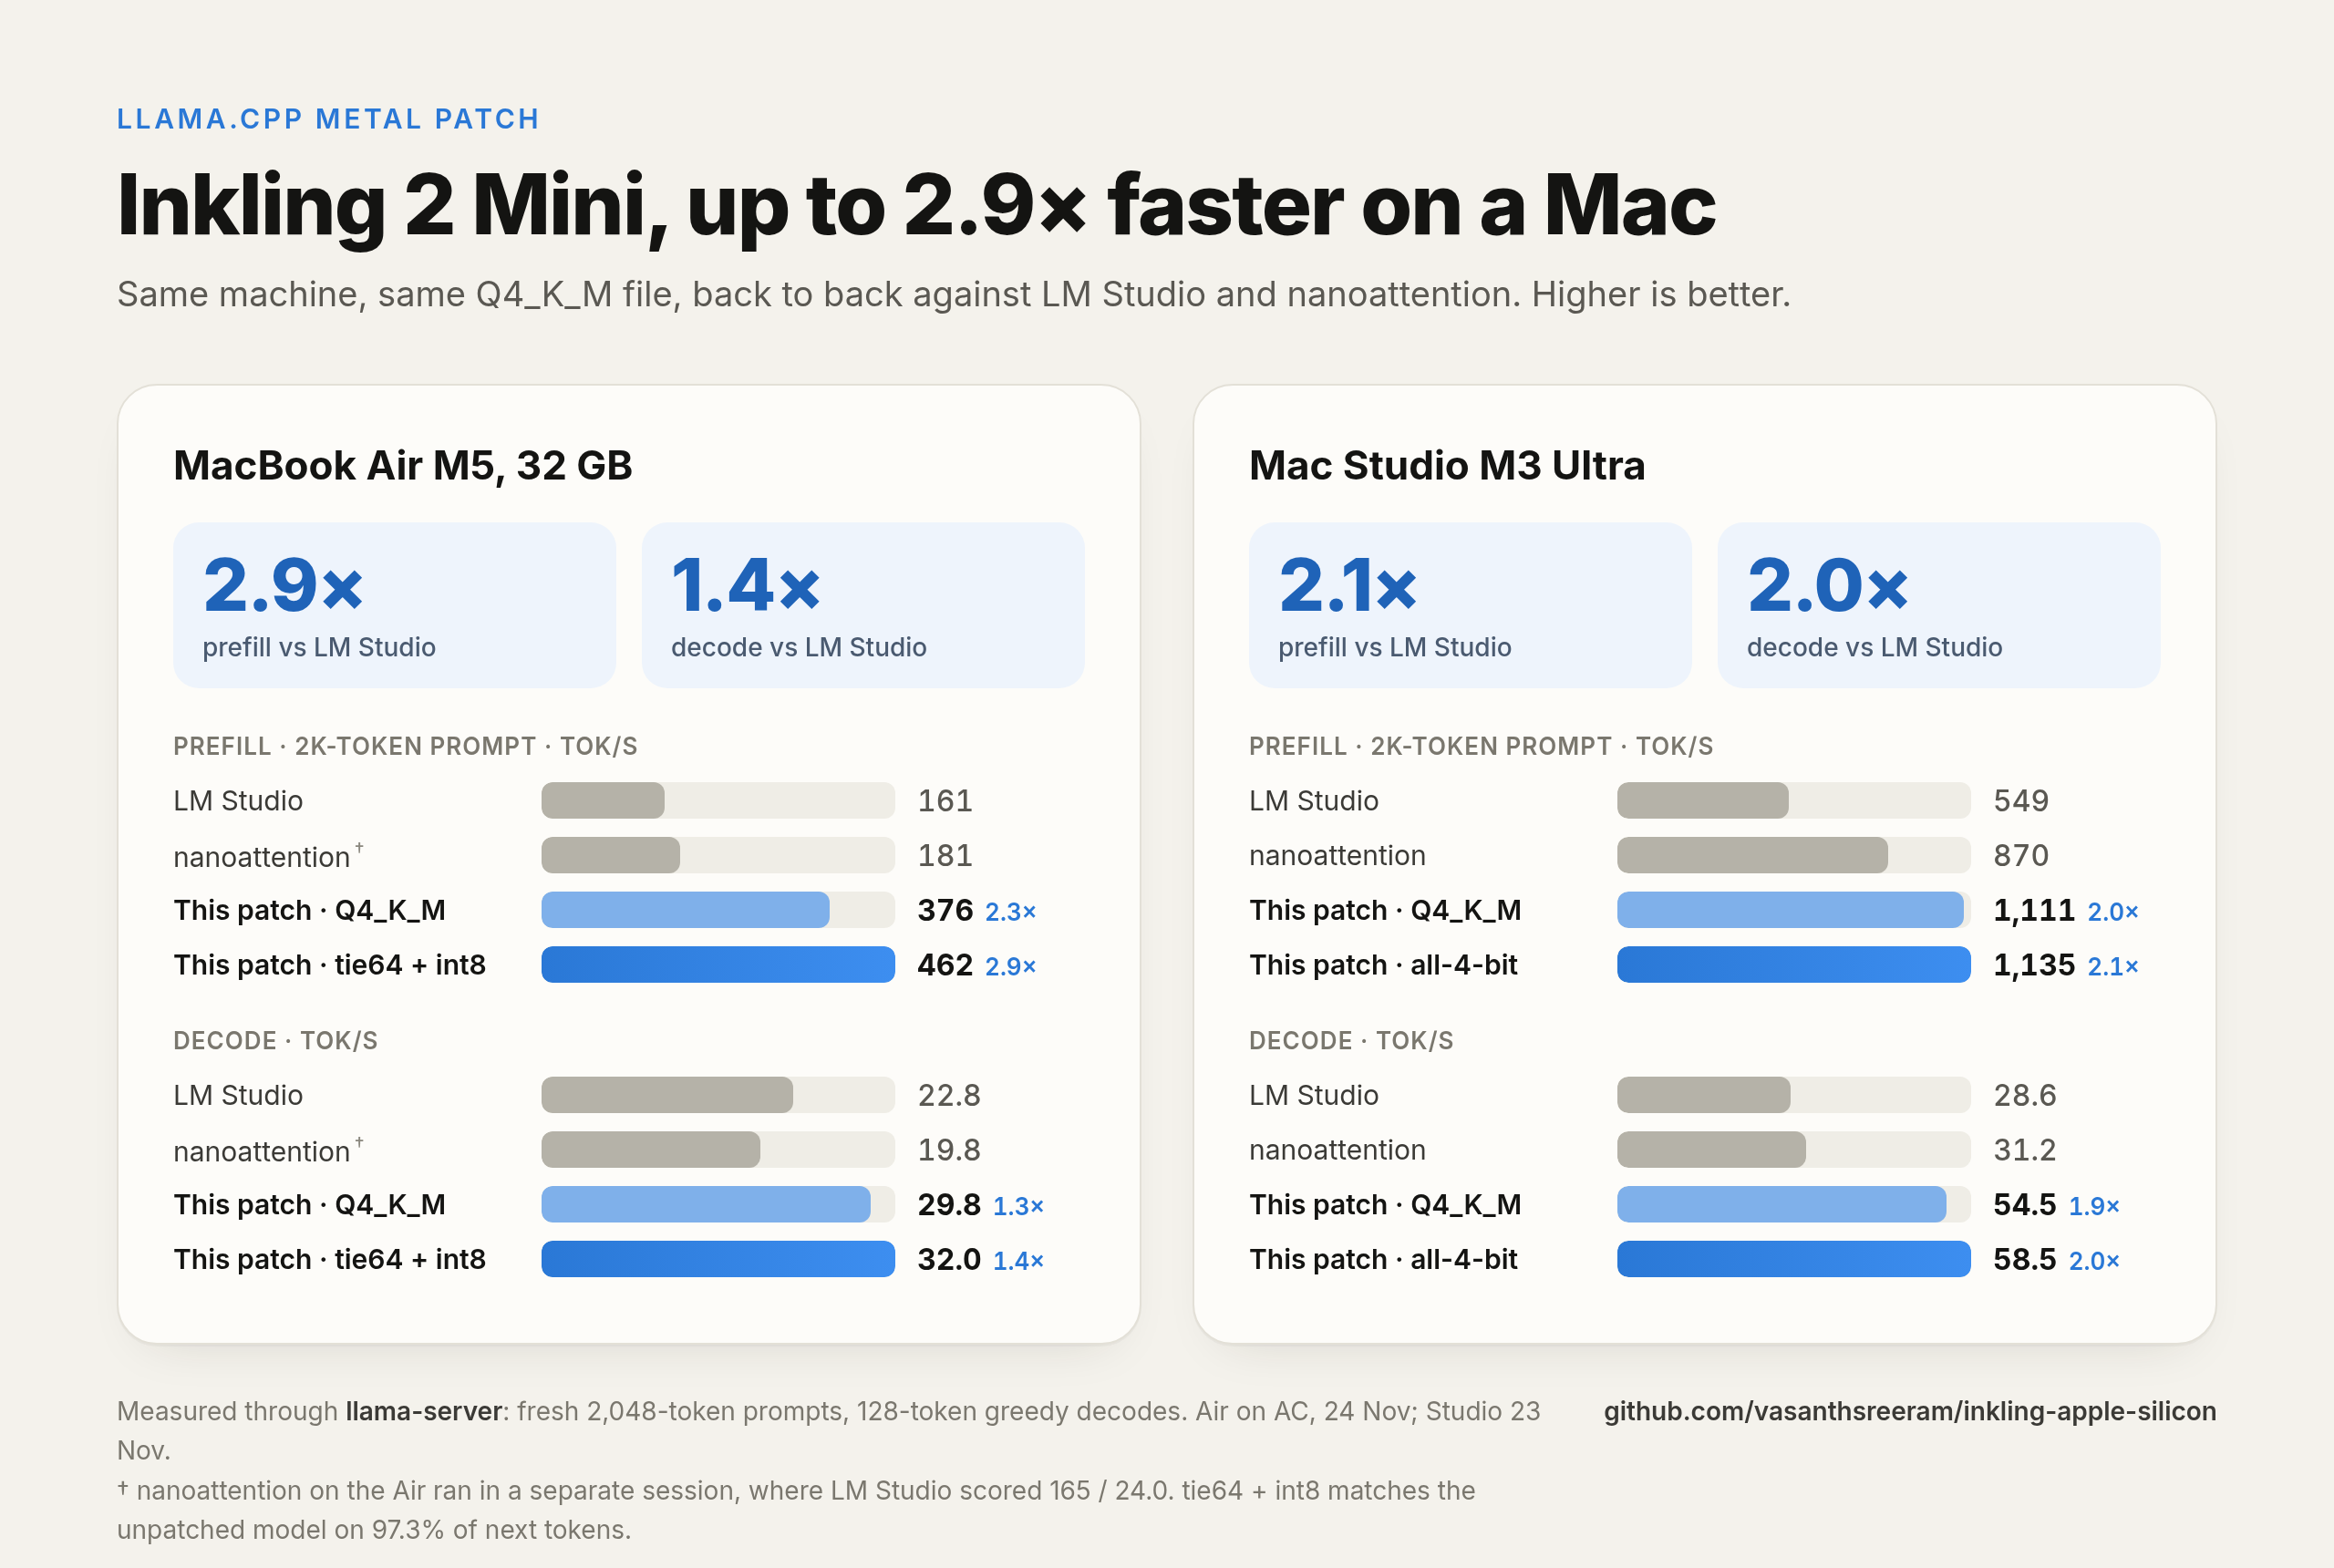 LLAMA.CPP METAL PATCH
Inkling 2 Mini, up to 2.9× faster on a Mac
Same machine, same Q4_K_M file, back to back against LM Studio and nanoattention. Higher is better.
MacBook Air M5, 32 GB
2.9×
prefill vs LM Studio
1.4×
decode vs LM Studio
PREFILL · 2K-TOKEN PROMPT · TOK/S
LM Studio 161
nanoattention † 181
This patch · Q4_K_M 376 2.3×
This patch · tie64 + int8 462 2.9×
DECODE · TOK/S
LM Studio 22.8
nanoattention † 19.8
This patch · Q4_K_M 29.8 1.3×
This patch · tie64 + int8 32.0 1.4×
Mac Studio M3 Ultra
2.1×
prefill vs LM Studio
2.0×
decode vs LM Studio
PREFILL · 2K-TOKEN PROMPT · TOK/S
LM Studio 549
nanoattention 870
This patch · Q4_K_M 1,111 2.0×
This patch · all-4-bit 1,135 2.1×
DECODE · TOK/S
LM Studio 28.6
nanoattention 31.2
This patch · Q4_K_M 54.5 1.9×
This patch · all-4-bit 58.5 2.0×
Measured through llama-server: fresh 2,048-token prompts, 128-token greedy decodes. Air on AC, 24 Nov; Studio 23
Nov.
† nanoattention on the Air ran in a separate session, where LM Studio scored 165 / 24.0. tie64 + int8 matches the
unpatched model on 97.3% of next tokens.
github.com/vasanthsreeram/inkling-apple-silicon